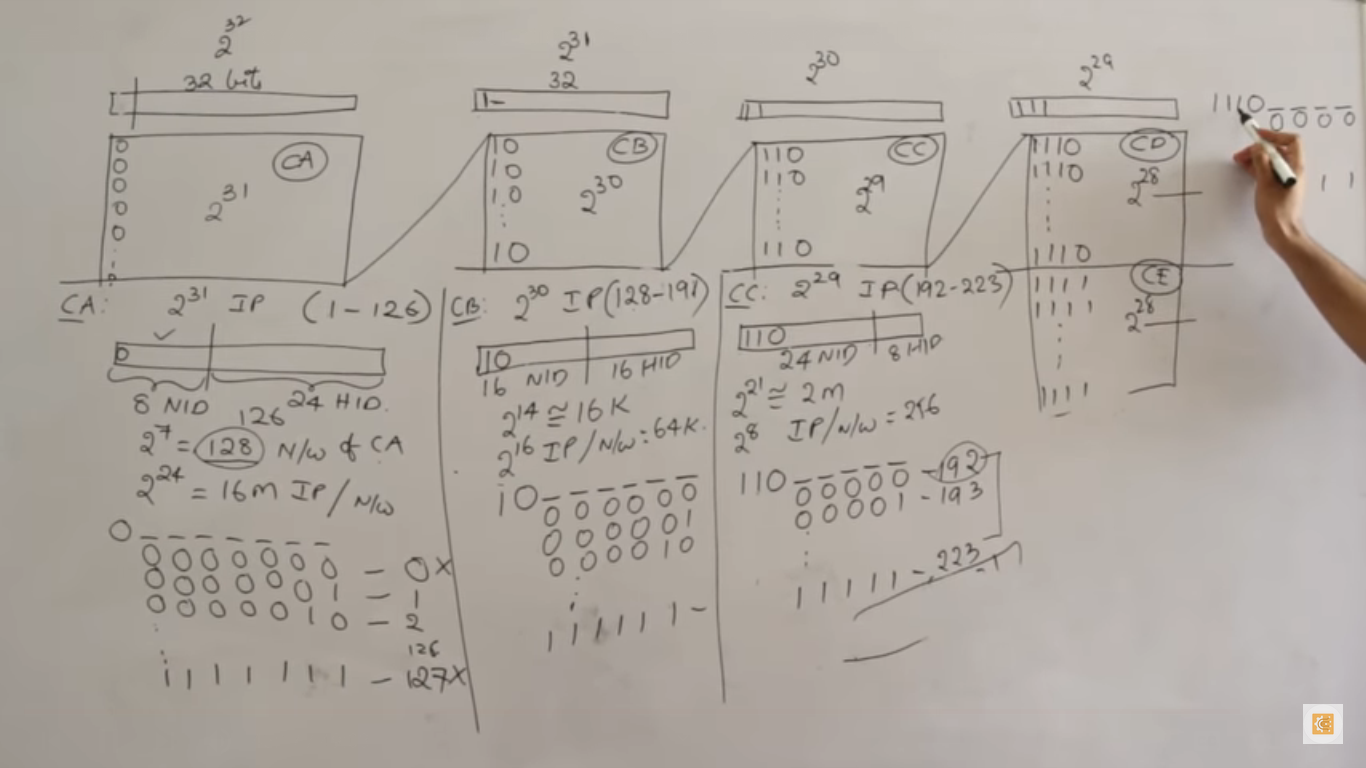 2^32
32 bit
0
0
0
0
0
0
CA
2^31
2^31
32
1-
10
10
10
10
CB
2^30
2^30
110
110
110
CC
2^29
2^29
111
1110
1110
1110
CD
2^28
1111
1111
1111
CE
2^28
1110 _ _ _ _
0 0 0 0
1 1
CA: 2^31 IP (1-126)
0
8 NID 24 HID.
126
2^7 = 128 N/w of CA
2^24 = 16m IP/N/w
0 _ _ _ _ _ _ _
0 0 0 0 0 0 0 - 0x
0 0 0 0 0 0 1 - 1
0 0 0 0 0 1 0 - 2
126
1 1 1 1 1 1 1 - 127x
CB: 2^30 IP(128-191)
10
16 NID 16 HID
2^14 ≅ 16K
2^16 IP/N/w = 64K.
10 _ _ _ _ _ _
0 0 0 0 0 0
0 0 0 0 0 1
0 0 0 0 1 0
1 1 1 1 1 1 -
CC: 2^29 IP(192-223)
110
24 NID 8 HID
2^21 ≅ 2m
2^8 IP/N/w = 256
110 _ _ _ _ _
0 0 0 0 0 - 192
0 0 0 0 1 - 193
1 1 1 1 1 - 223